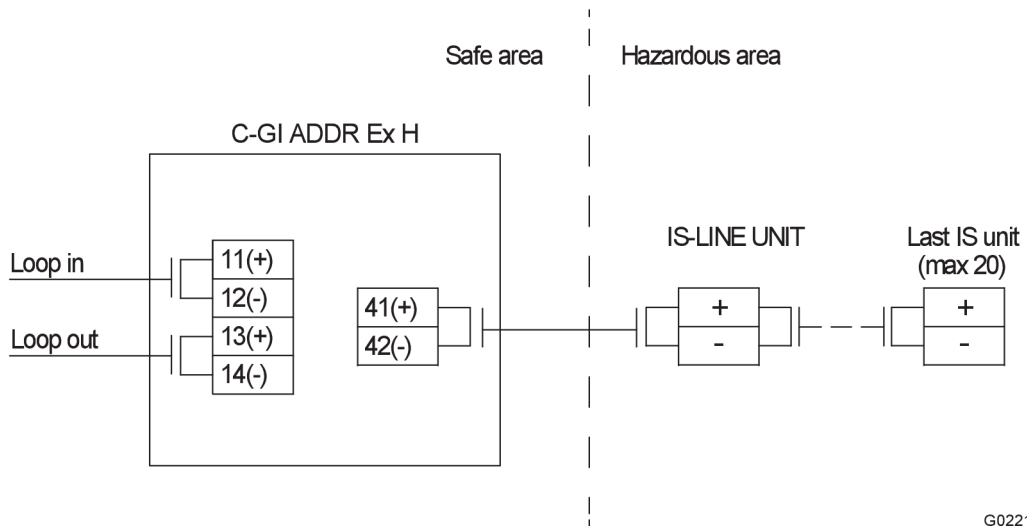 Safe area
Hazardous area
C-GI ADDR Ex H
Loop in
11(+)
12(-)
Loop out
13(+)
14(-)
41(+)
42(-)
IS-LINE UNIT
+
-
Last IS unit
(max 20)
+
-
G0221